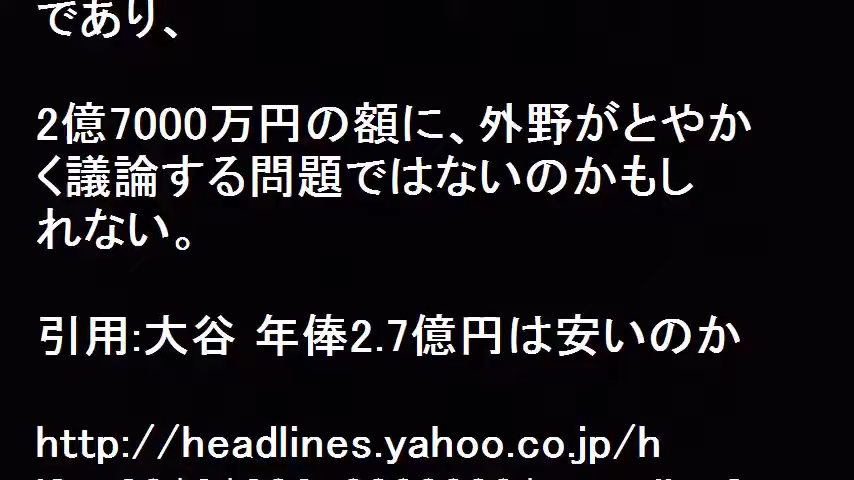 であり、
2億7000万円の額に、外野がとやか
く議論する問題ではないのかもし
れない。
引用:大谷 年俸2.7億円は安いのか
http://headlines.yahoo.co.jp/h